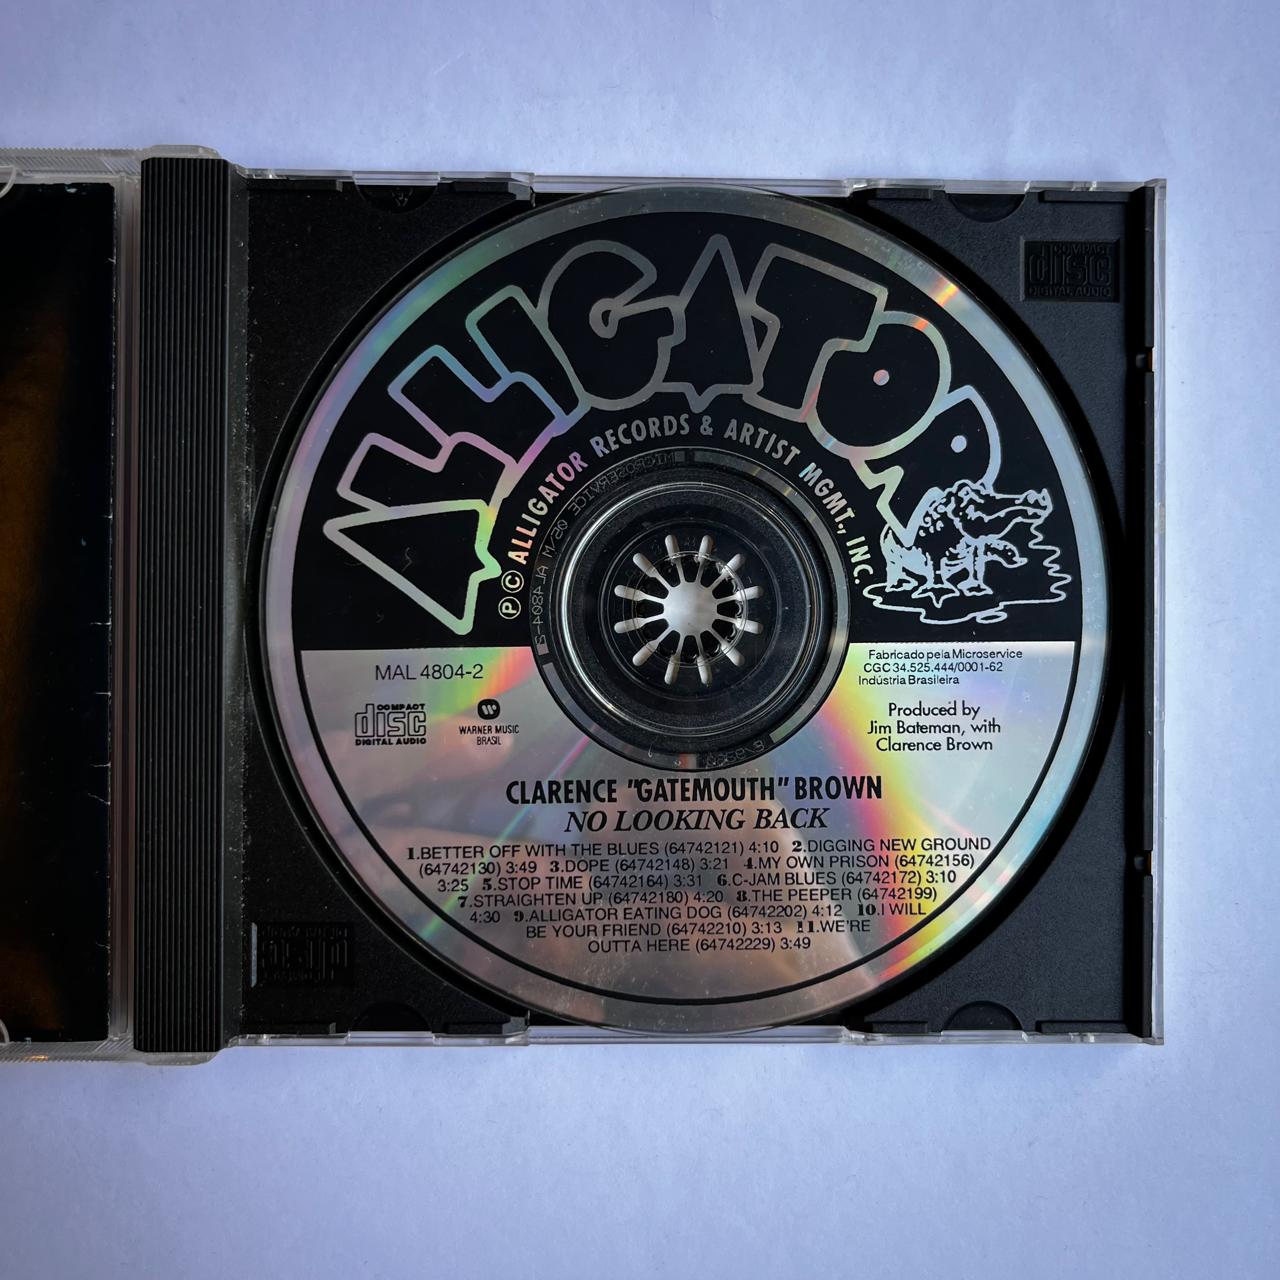 ALLIGATOR
Ⓟ © ALLIGATOR RECORDS & ARTIST MGMT., INC.
COMPACT
disc
DIGITAL AUDIO
MICROSERVICE
MAL 4804-2
COMPACT
disc
DIGITAL AUDIO
WARNER MUSIC
BRASIL
Fabricado pela Microservice
CGC 34.525.444/0001-62
Indústria Brasileira
Produced by
Jim Bateman, with
Clarence Brown
CLARENCE "GATEMOUTH" BROWN
NO LOOKING BACK
1.BETTER OFF WITH THE BLUES (64742121) 4:10 2.DIGGING NEW GROUND
(64742130) 3:49 3.DOPE (64742148) 3:21 4.MY OWN PRISON (64742156)
3:25 5.STOP TIME (64742164) 3:31 6.C-JAM BLUES (64742172) 3:10
7.STRAIGHTEN UP (64742180) 4:20 8.THE PEEPER (64742199)
4:30 9.ALLIGATOR EATING DOG (64742202) 4:12 10.I WILL
BE YOUR FRIEND (64742210) 3:13 11.WE'RE
OUTTA HERE (64742229) 3:49
COMPACT
disc
DIGITAL AUDIO